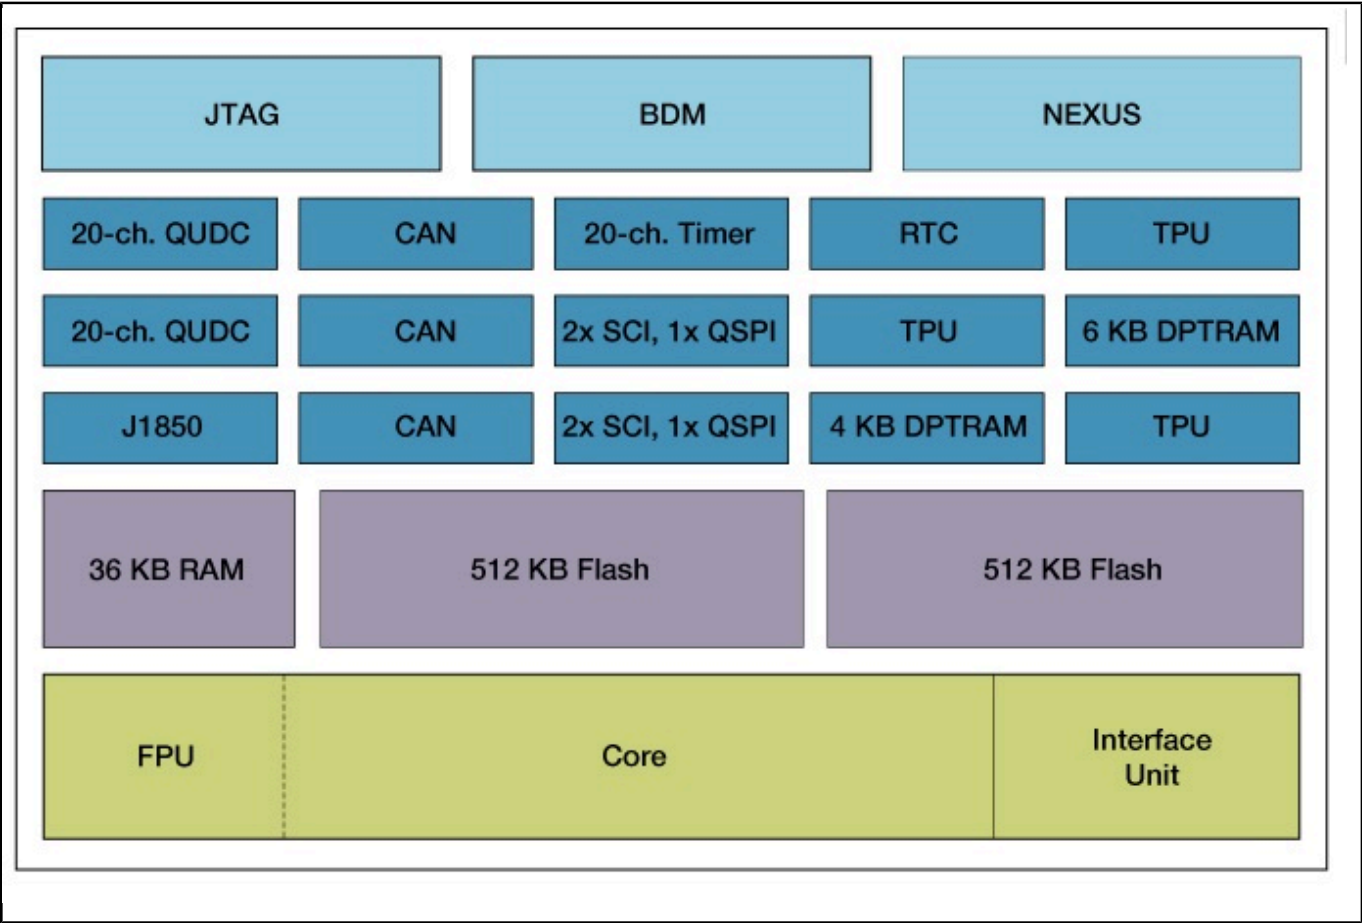 JTAG
BDM
NEXUS
20-ch. QUDC
CAN
20-ch. Timer
RTC
TPU
20-ch. QUDC
CAN
2x SCI, 1x QSPI
TPU
6 KB DPTRAM
J1850
CAN
2x SCI, 1x QSPI
4 KB DPTRAM
TPU
36 KB RAM
512 KB Flash
512 KB Flash
FPU
Core
Interface
Unit